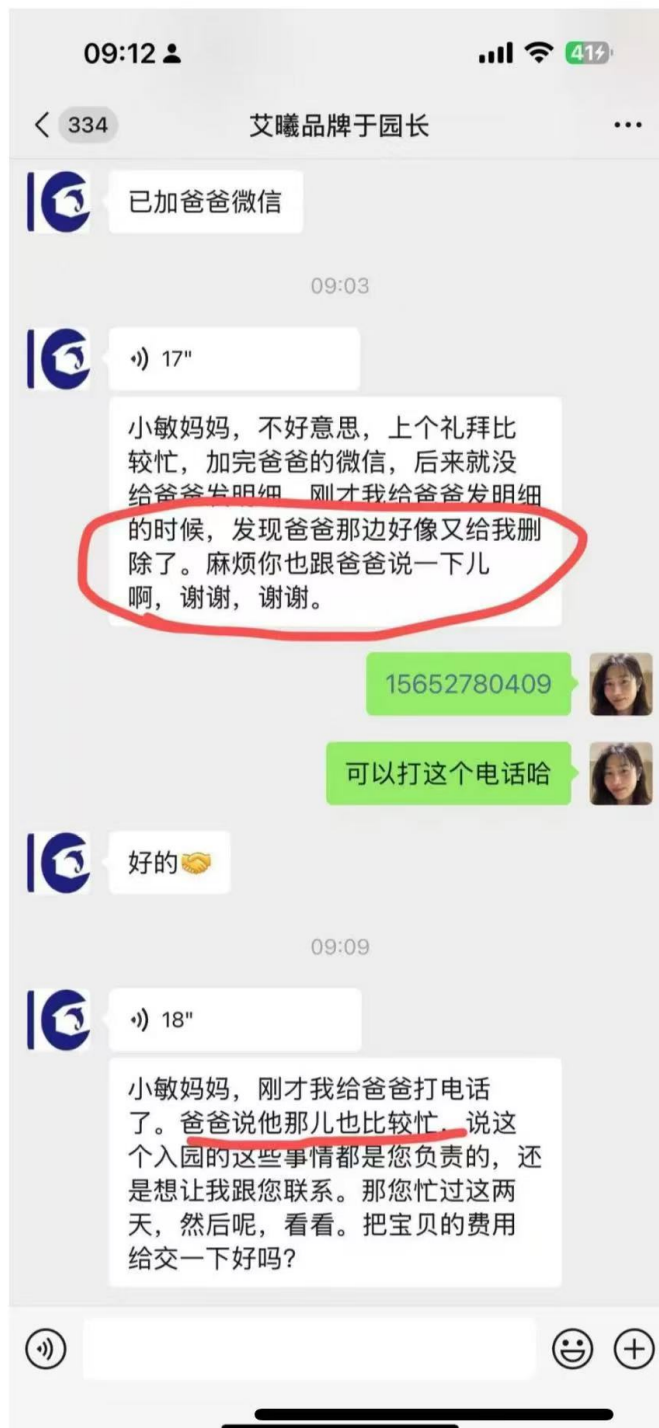 09:12
41
334
艾曦品牌于园长
已加爸爸微信
09:03
17"
小敏妈妈，不好意思，上个礼拜比
较忙，加完爸爸的微信，后来就没
给爸爸发明细，刚才我给爸爸发明细
的时候，发现爸爸那边好像又给我删
除了。麻烦你也跟爸爸说一下儿
啊，谢谢，谢谢。
15652780409
可以打这个电话哈
好的🤝
09:09
18"
小敏妈妈，刚才我给爸爸打电话
了。爸爸说他那儿也比较忙，说这
个入园的这些事情都是您负责的，还
是想让我跟您联系。那您忙过这两
天，然后呢，看看。把宝贝的费用
给交一下好吗？